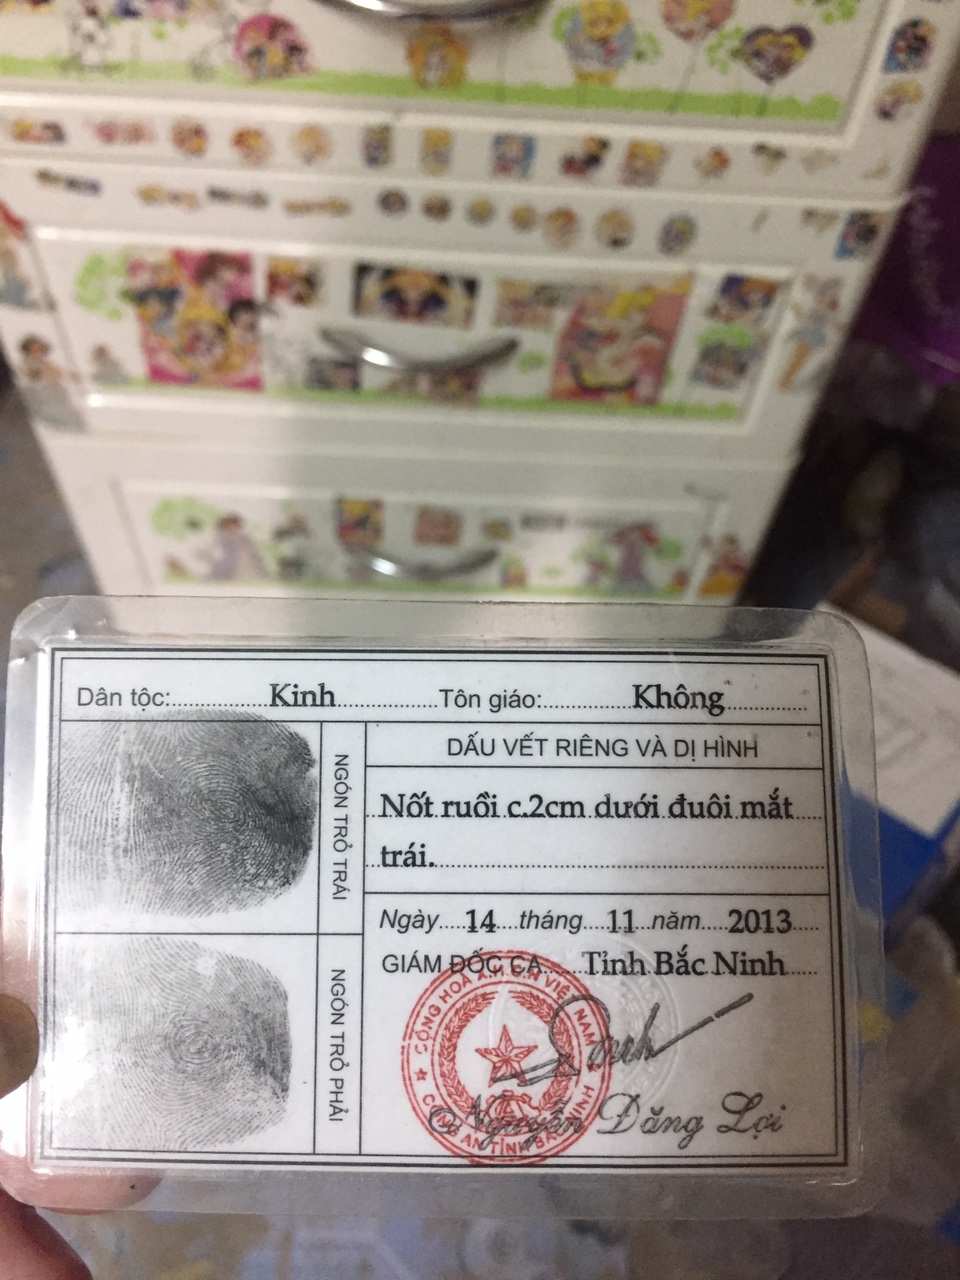 Dân tộc:.................Kinh..............Tôn giáo:.............Không............
DẤU VẾT RIÊNG VÀ DỊ HÌNH
NGÓN TRỎ TRÁI
Nốt ruồi c.2cm dưới đuôi mắt
trái.
Ngày....14....tháng....11...năm....2013
NGÓN TRỎ PHẢI
GIÁM ĐỐC CA......Tỉnh Bắc Ninh
CỘNG HOÀ X.H.C.N VIỆT NAM
CÔNG AN TỈNH BẮC NINH
Nguyễn Đăng Lợi